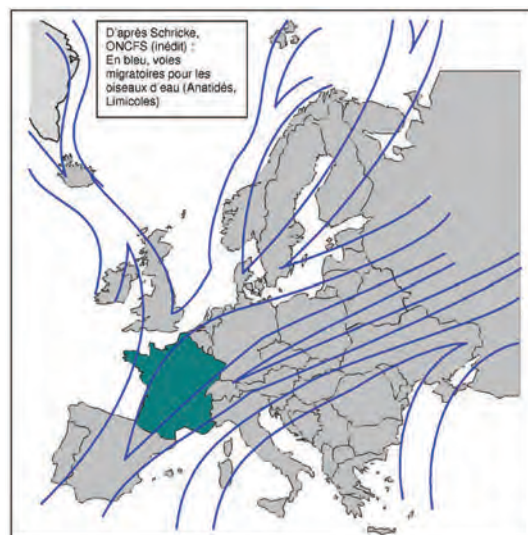 D'après Schricke,
ONCFS (inédit) :
En bleu, voies
migratoires pour les
oiseaux d'eau (Anatidés,
Limicoles)